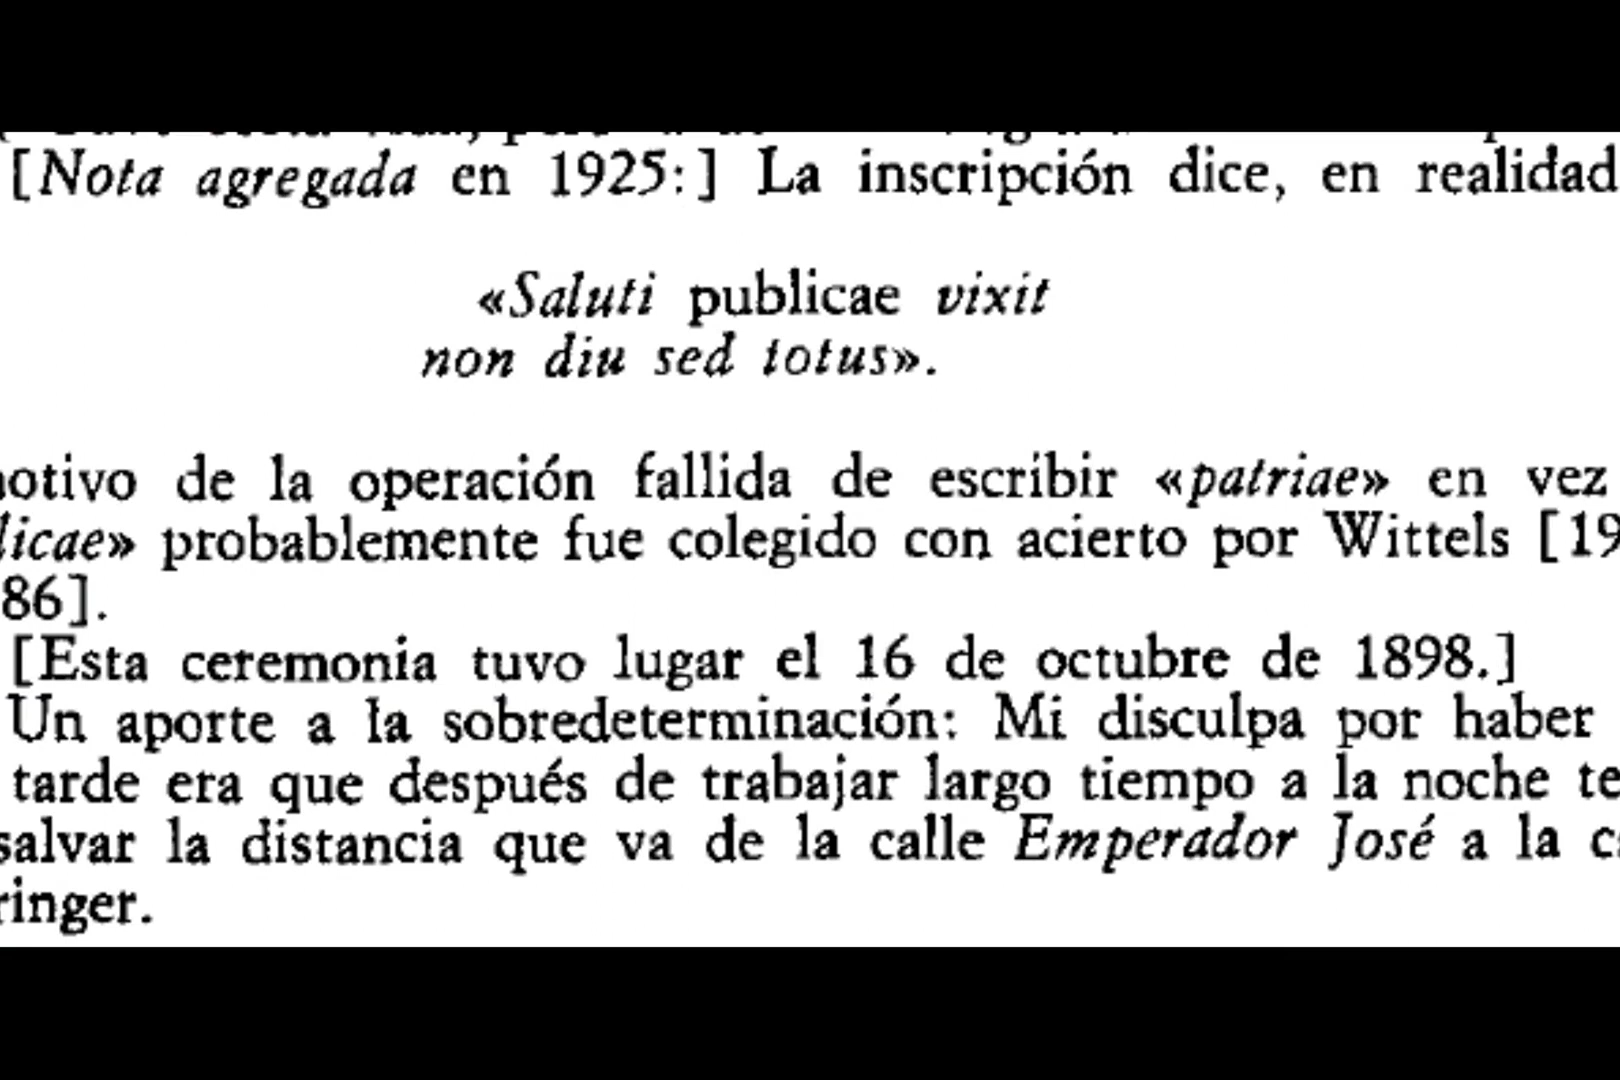 [Nota agregada en 1925:] La inscripción dice, en realidad
«Saluti publicae vixit
non diu sed totus».
de la operación fallida de escribir «patriae» en vez
probablemente fue colegido con acierto por Wittels [19
86].
[Esta ceremonia tuvo lugar el 16 de octubre de 1898.]
Un aporte a la sobredeterminación: Mi disculpa por haber
tarde era que después de trabajar largo tiempo a la noche
salvar la distancia que va de la calle Emperador José a la
ringer.